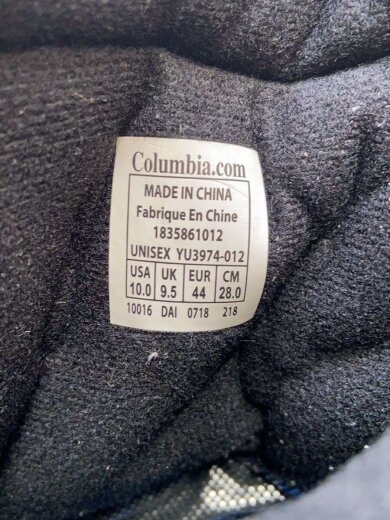 Columbia.com
MADE IN CHINA
Fabrique En Chine
1835861012
UNISEX YU3974-012
USA UK EUR CM
10.0 9.5 44 28.0
10016 DAI 0718 218